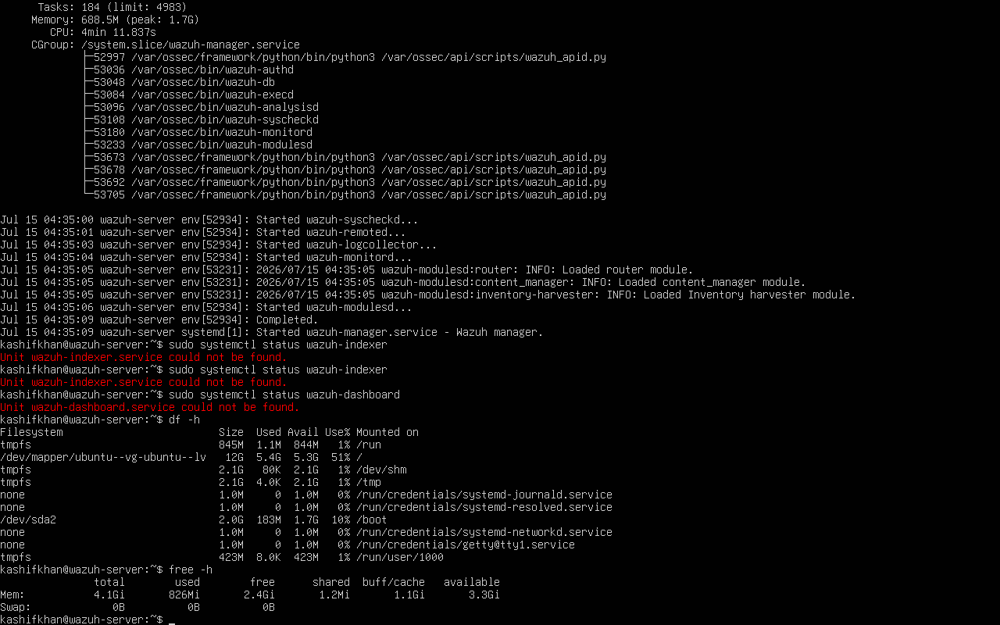 Tasks: 184 (limit: 4983)
Memory: 688.5M (peak: 1.7G)
CPU: 4min 11.837s
CGroup: /system.slice/wazuh-manager.service
├─52997 /var/ossec/framework/python/bin/python3 /var/ossec/api/scripts/wazuh_apid.py
├─53036 /var/ossec/bin/wazuh-authd
├─53048 /var/ossec/bin/wazuh-db
├─53084 /var/ossec/bin/wazuh-execd
├─53096 /var/ossec/bin/wazuh-analysisd
├─53108 /var/ossec/bin/wazuh-syscheckd
├─53180 /var/ossec/bin/wazuh-monitord
├─53233 /var/ossec/bin/wazuh-modulesd
├─53673 /var/ossec/framework/python/bin/python3 /var/ossec/api/scripts/wazuh_apid.py
├─53678 /var/ossec/framework/python/bin/python3 /var/ossec/api/scripts/wazuh_apid.py
├─53692 /var/ossec/framework/python/bin/python3 /var/ossec/api/scripts/wazuh_apid.py
└─53705 /var/ossec/framework/python/bin/python3 /var/ossec/api/scripts/wazuh_apid.py
Jul 15 04:35:00 wazuh-server env[52934]: Started wazuh-syscheckd...
Jul 15 04:35:01 wazuh-server env[52934]: Started wazuh-remoted...
Jul 15 04:35:03 wazuh-server env[52934]: Started wazuh-logcollector...
Jul 15 04:35:04 wazuh-server env[52934]: Started wazuh-monitord...
Jul 15 04:35:05 wazuh-server env[53231]: 2026/07/15 04:35:05 wazuh-modulesd:router: INFO: Loaded router module.
Jul 15 04:35:05 wazuh-server env[53231]: 2026/07/15 04:35:05 wazuh-modulesd:content_manager: INFO: Loaded content_manager module.
Jul 15 04:35:05 wazuh-server env[53231]: 2026/07/15 04:35:05 wazuh-modulesd:inventory-harvester: INFO: Loaded Inventory harvester module.
Jul 15 04:35:06 wazuh-server env[52934]: Started wazuh-modulesd...
Jul 15 04:35:09 wazuh-server env[52934]: Completed.
Jul 15 04:35:09 wazuh-server systemd[1]: Started wazuh-manager.service - Wazuh manager.
kashifkhan@wazuh-server:~$ sudo systemctl status wazuh-indexer
Unit wazuh-indexer.service could not be found.
kashifkhan@wazuh-server:~$ sudo systemctl status wazuh-indexer
Unit wazuh-indexer.service could not be found.
kashifkhan@wazuh-server:~$ sudo systemctl status wazuh-dashboard
Unit wazuh-dashboard.service could not be found.
kashifkhan@wazuh-server:~$ df -h
Filesystem Size Used Avail Use% Mounted on
tmpfs 845M 1.1M 844M 1% /run
/dev/mapper/ubuntu--vg-ubuntu--lv 12G 5.4G 5.3G 51% /
tmpfs 2.1G 80K 2.1G 1% /dev/shm
tmpfs 2.1G 4.0K 2.1G 1% /tmp
none 1.0M 0 1.0M 0% /run/credentials/systemd-journald.service
none 1.0M 0 1.0M 0% /run/credentials/systemd-resolved.service
/dev/sda2 2.0G 183M 1.7G 10% /boot
none 1.0M 0 1.0M 0% /run/credentials/systemd-networkd.service
none 1.0M 0 1.0M 0% /run/credentials/getty@tty1.service
tmpfs 423M 8.0K 423M 1% /run/user/1000
kashifkhan@wazuh-server:~$ free -h
total used free shared buff/cache available
Mem: 4.1Gi 826Mi 2.4Gi 1.2Mi 1.1Gi 3.3Gi
Swap: 0B 0B 0B
kashifkhan@wazuh-server:~$ _